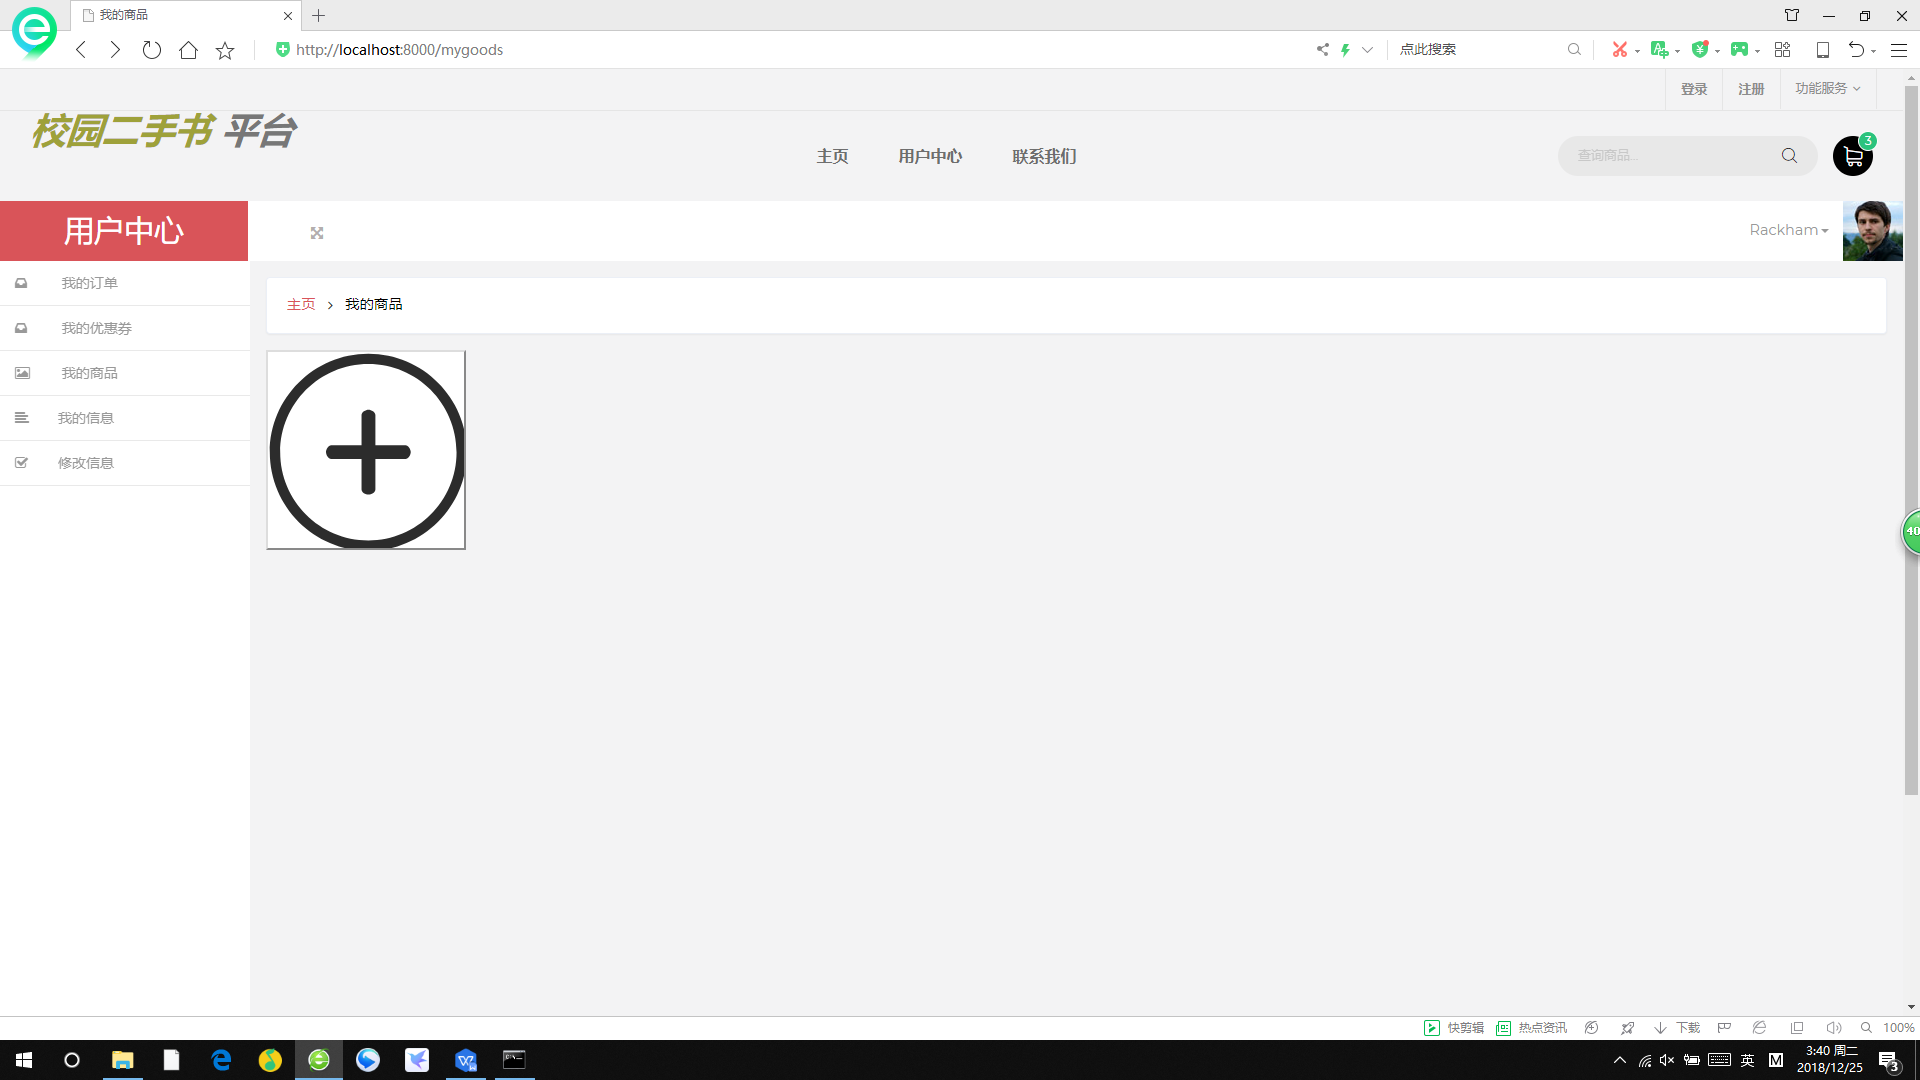 我的商品
http://localhost:8000/mygoods
点此搜索
登录
注册
功能服务
校园二手书 平台
主页
用户中心
联系我们
查询商品...
3
用户中心
Rackham
我的订单
我的优惠券
我的商品
我的信息
修改信息
主页 > 我的商品
40
快剪辑
热点资讯
下载
100%
英
M
3:40 周二
2018/12/25
3